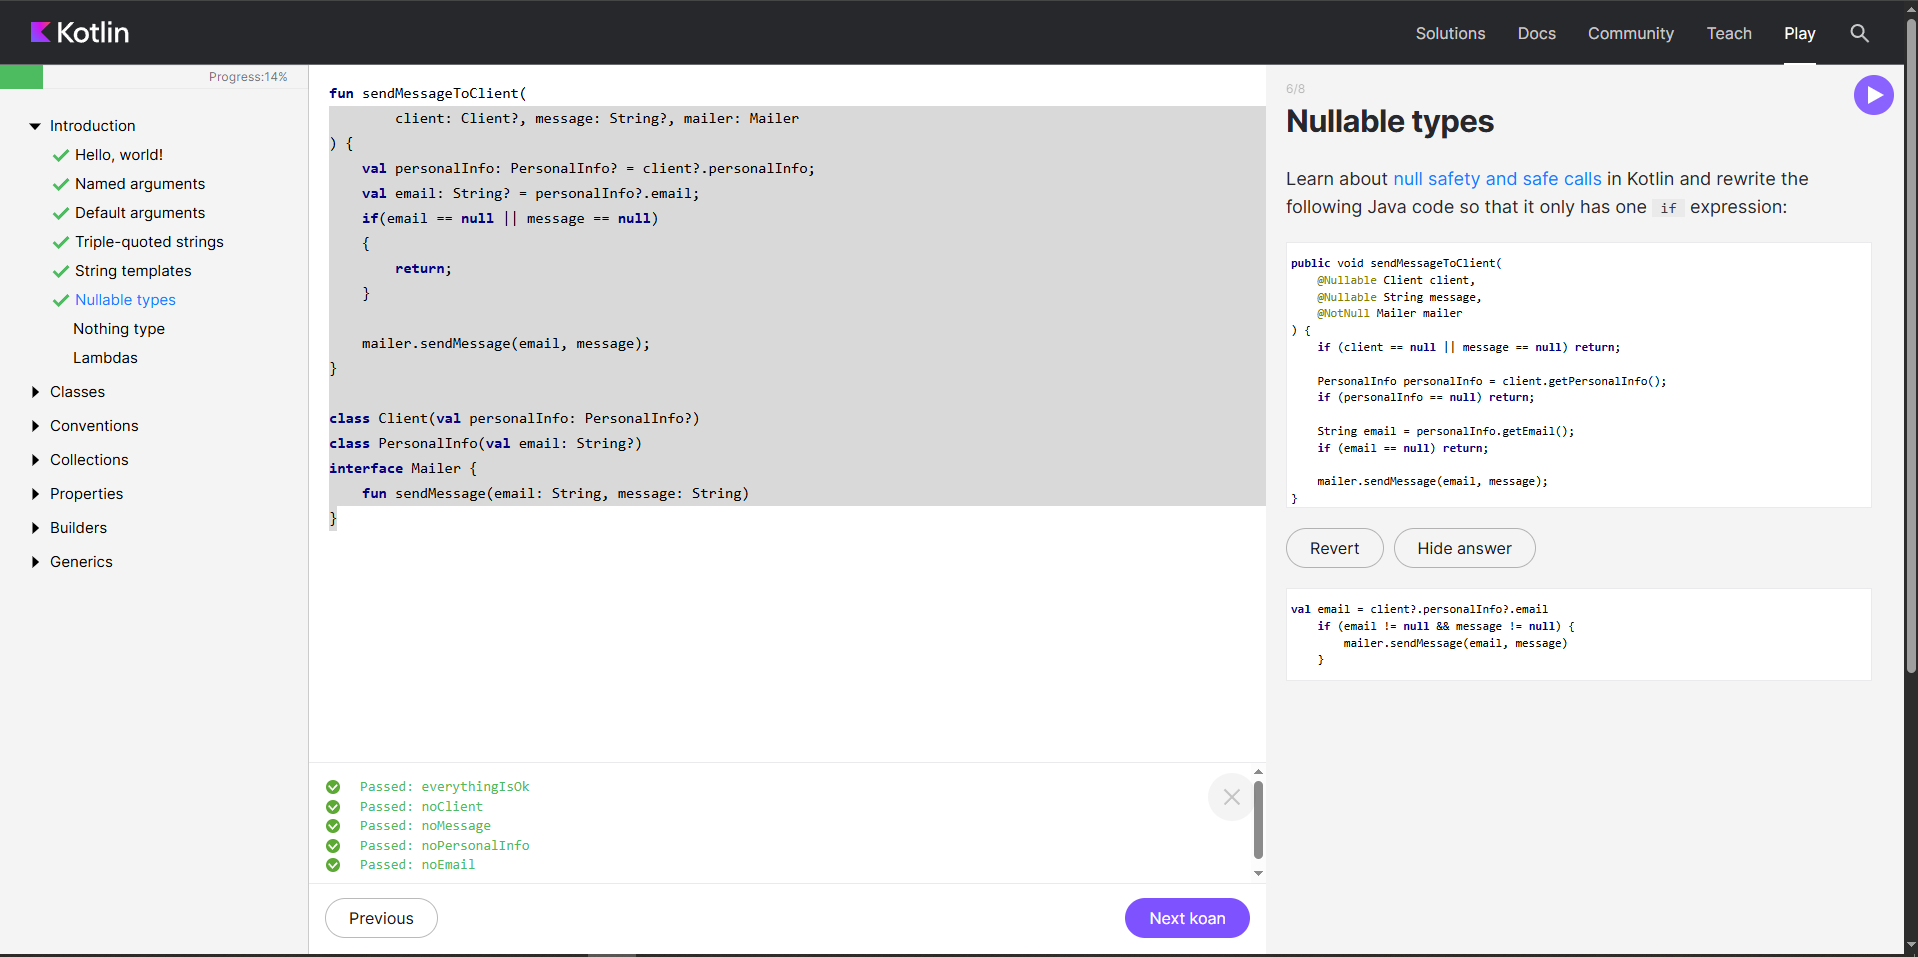 Kotlin
Solutions
Docs
Community
Teach
Play
Progress:14%
Introduction
Hello, world!
Named arguments
Default arguments
Triple-quoted strings
String templates
Nullable types
Nothing type
Lambdas
Classes
Conventions
Collections
Properties
Builders
Generics
fun sendMessageToClient(
        client: Client?, message: String?, mailer: Mailer
) {
    val personalInfo: PersonalInfo? = client?.personalInfo;
    val email: String? = personalInfo?.email;
    if(email == null || message == null)
    {
        return;
    }

    mailer.sendMessage(email, message);
}

class Client(val personalInfo: PersonalInfo?)
class PersonalInfo(val email: String?)
interface Mailer {
    fun sendMessage(email: String, message: String)
}
Passed: everythingIsOk
Passed: noClient
Passed: noMessage
Passed: noPersonalInfo
Passed: noEmail
Previous
Next koan
6/8
Nullable types
Learn about null safety and safe calls in Kotlin and rewrite the
following Java code so that it only has one if expression:
public void sendMessageToClient(
    @Nullable Client client,
    @Nullable String message,
    @NotNull Mailer mailer
) {
    if (client == null || message == null) return;

    PersonalInfo personalInfo = client.getPersonalInfo();
    if (personalInfo == null) return;

    String email = personalInfo.getEmail();
    if (email == null) return;

    mailer.sendMessage(email, message);
}
Revert
Hide answer
val email = client?.personalInfo?.email
    if (email != null && message != null) {
        mailer.sendMessage(email, message)
    }